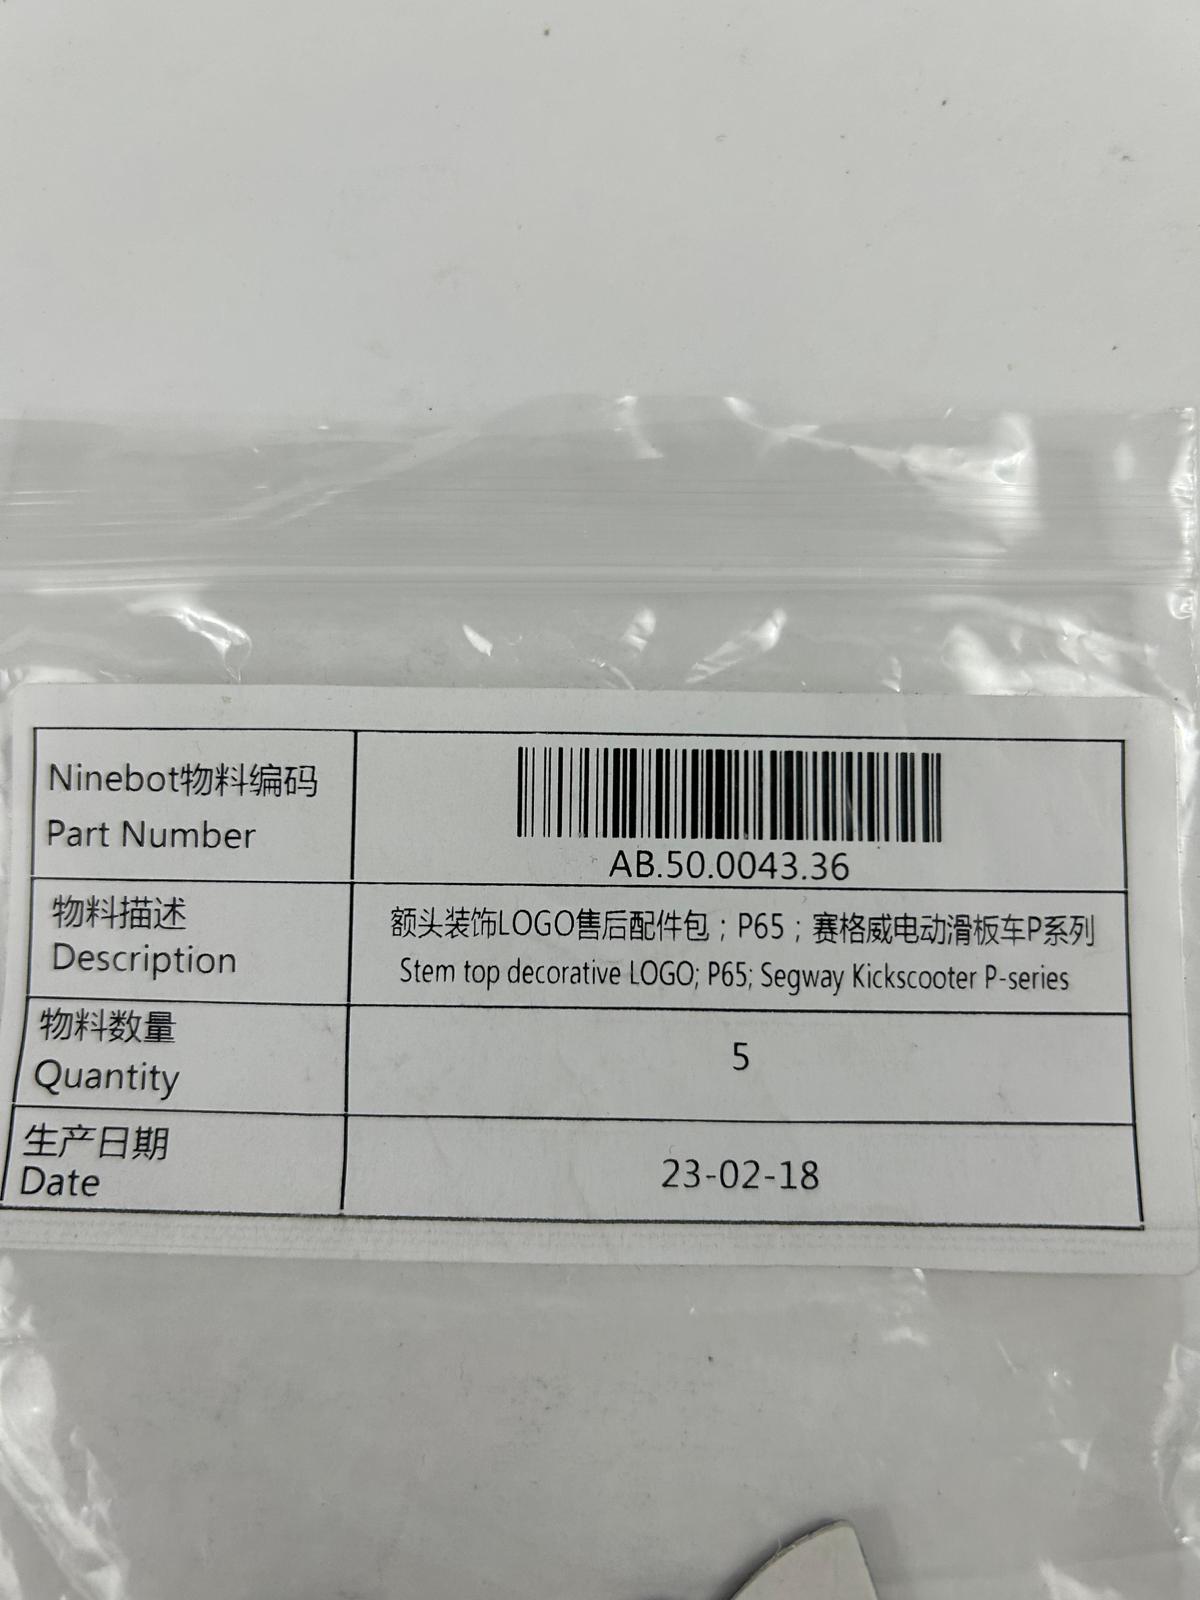 Ninebot物料编码
Part Number
AB.50.0043.36
物料描述
Description
额头装饰LOGO售后配件包；P65；赛格威电动滑板车P系列
Stem top decorative LOGO; P65; Segway Kickscooter P-series
物料数量
Quantity
5
生产日期
Date
23-02-18